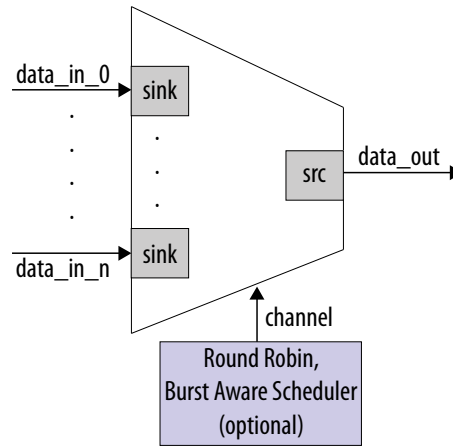 data_in_0
sink
src
data_out
sink
data_in_n
channel
Round Robin,
Burst Aware Scheduler
(optional)